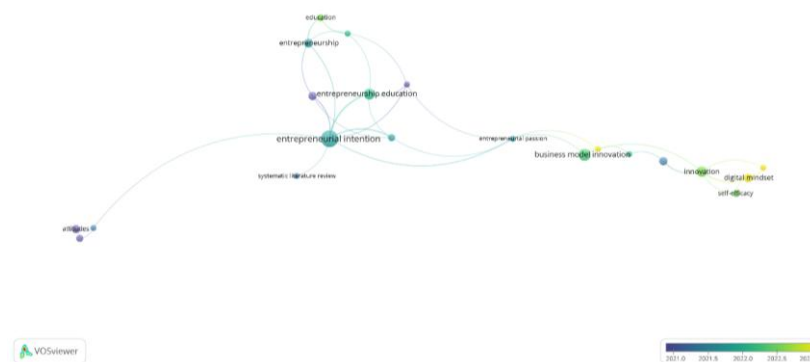 education
entrepreneurship
entrepreneurship education
entrepreneurial intention
entrepreneurial passion
business model innovation
systematic literature review
innovation
digital mindset
self-efficacy
attitudes
VOSviewer
2021.0 2021.5 2022.0 2022.5